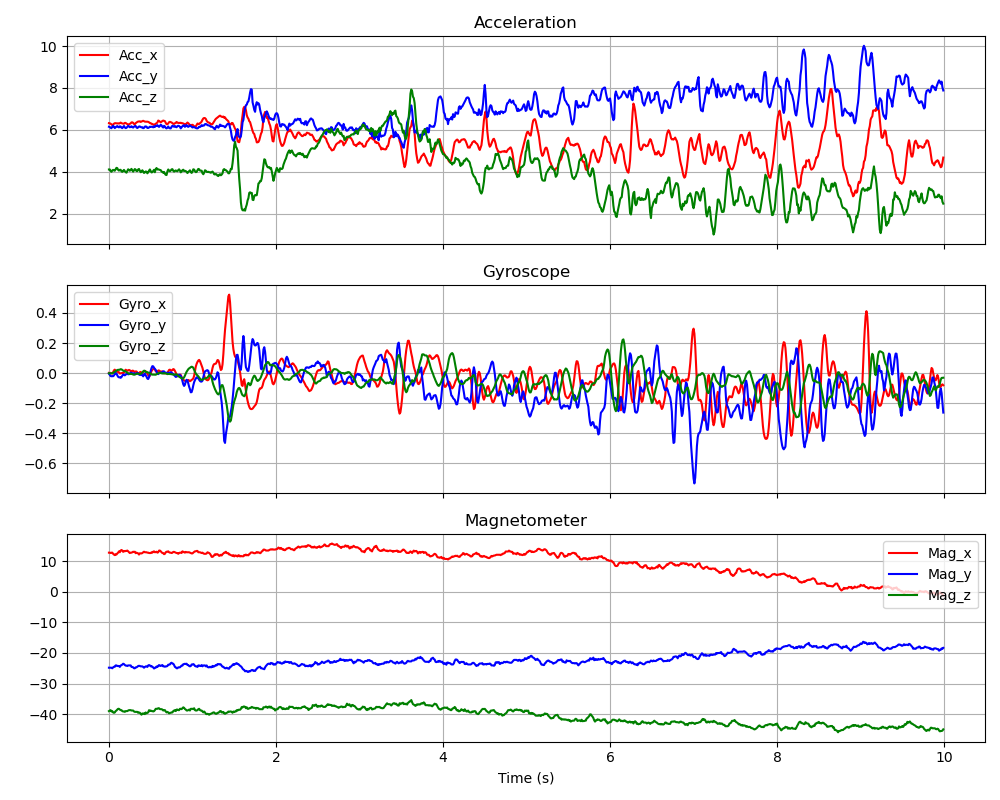 Acceleration
10
8
6
4
2
Acc_x
Acc_y
Acc_z
Gyroscope
0.4
0.2
0.0
−0.2
−0.4
−0.6
Gyro_x
Gyro_y
Gyro_z
Magnetometer
10
0
−10
−20
−30
−40
Mag_x
Mag_y
Mag_z
0 2 4 6 8 10
Time (s)